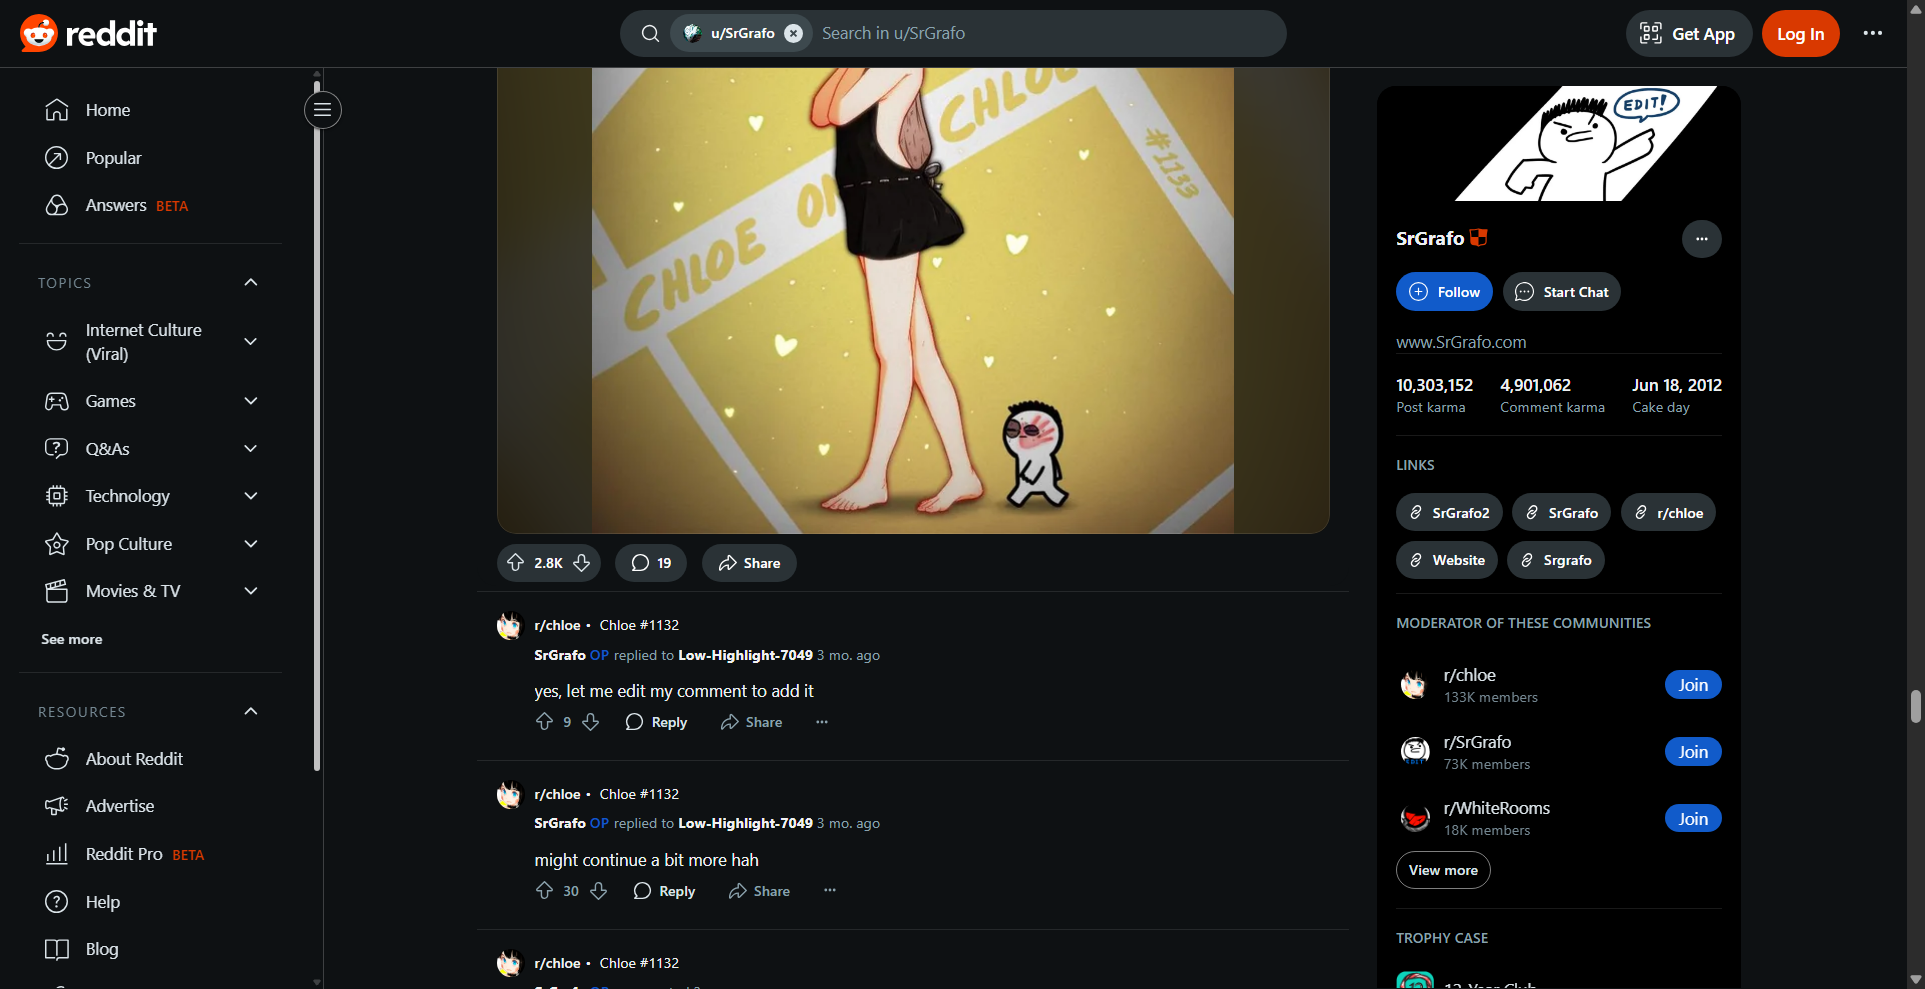 reddit
u/SrGrafo
Search in u/SrGrafo
Get App
Log In
Home
Popular
Answers BETA
TOPICS
Internet Culture
(Viral)
Games
Q&As
Technology
Pop Culture
Movies & TV
See more
RESOURCES
About Reddit
Advertise
Reddit Pro BETA
Help
Blog
CHLOE
#1133
CHLOE ON
2.8K
19
Share
r/chloe • Chloe #1132
SrGrafo OP replied to Low-Highlight-7049 3 mo. ago
yes, let me edit my comment to add it
9 Reply Share
r/chloe • Chloe #1132
SrGrafo OP replied to Low-Highlight-7049 3 mo. ago
might continue a bit more hah
30 Reply Share
r/chloe • Chloe #1132
EDIT!
SrGrafo
Follow
Start Chat
www.SrGrafo.com
10,303,152 4,901,062 Jun 18, 2012
Post karma Comment karma Cake day
LINKS
SrGrafo2 SrGrafo r/chloe
Website Srgrafo
MODERATOR OF THESE COMMUNITIES
r/chloe
133K members
Join
r/SrGrafo
73K members
Join
r/WhiteRooms
18K members
Join
View more
TROPHY CASE